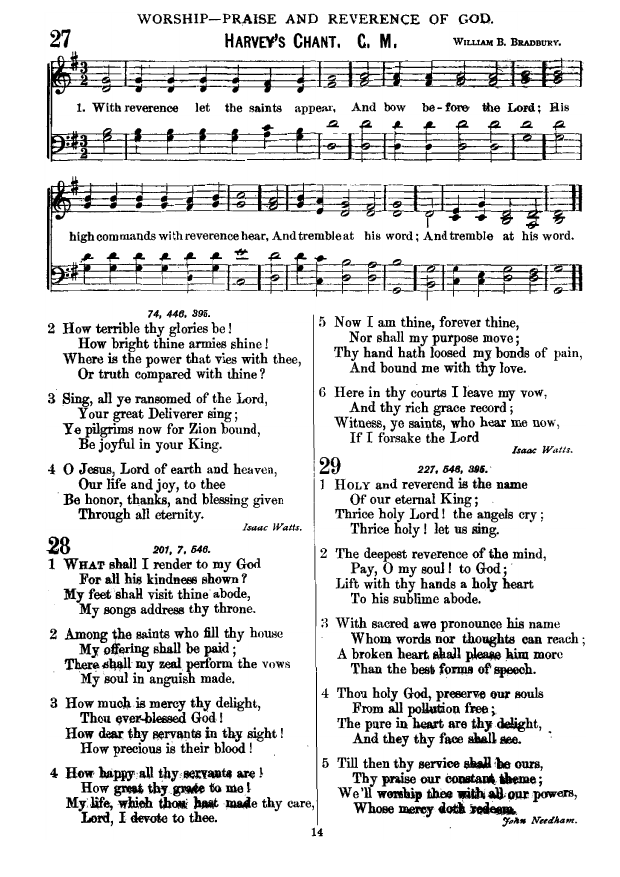 WORSHIP—PRAISE AND REVERENCE OF GOD.
27
HARVEY'S CHANT. C. M.
WILLIAM B. BRADBURY.
1. With reverence let the saints appear, And bow be-fore the Lord; His
high commands with reverence hear, And tremble at his word; And tremble at his word.
74, 446, 395.
2 How terrible thy glories be!
How bright thine armies shine!
Where is the power that vies with thee,
Or truth compared with thine?
3 Sing, all ye ransomed of the Lord,
Your great Deliverer sing;
Ye pilgrims now for Zion bound,
Be joyful in your King.
4 O Jesus, Lord of earth and heaven,
Our life and joy, to thee
Be honor, thanks, and blessing given
Through all eternity.
Isaac Watts.
28
201, 7, 546.
1 WHAT shall I render to my God
For all his kindness shown?
My feet shall visit thine abode,
My songs address thy throne.
2 Among the saints who fill thy house
My offering shall be paid;
There shall my zeal perform the vows
My soul in anguish made.
3 How much is mercy thy delight,
Thou ever-blessed God!
How dear thy servants in thy sight!
How precious is their blood!
4 How happy all thy servants are!
How great thy grace to me!
My life, which thou hast made thy care,
Lord, I devote to thee.
5 Now I am thine, forever thine,
Nor shall my purpose move;
Thy hand hath loosed my bonds of pain,
And bound me with thy love.
6 Here in thy courts I leave my vow,
And thy rich grace record;
Witness, ye saints, who hear me now,
If I forsake the Lord
Isaac Watts.
29
227, 546, 395.
1 HOLY and reverend is the name
Of our eternal King;
Thrice holy Lord! the angels cry;
Thrice holy! let us sing.
2 The deepest reverence of the mind,
Pay, O my soul! to God;
Lift with thy hands a holy heart
To his sublime abode.
3 With sacred awe pronounce his name
Whom words nor thoughts can reach;
A broken heart shall please him more
Than the best forms of speech.
4 Thou holy God, preserve our souls
From all pollution free;
The pure in heart are thy delight,
And they thy face shall see.
5 Till then thy service shall be ours,
Thy praise our constant theme;
We'll worship thee with all our powers,
Whose mercy doth redeem.
John Needham.
14